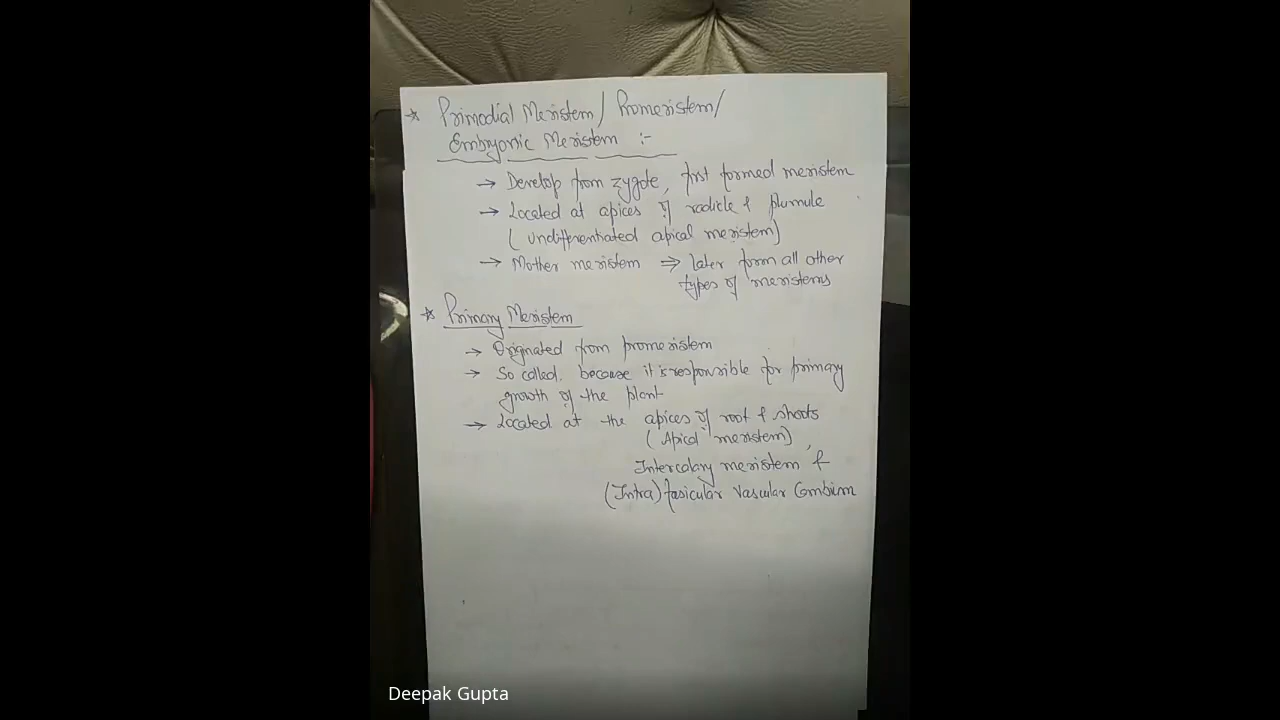 * Primodial Meristem / Promeristem /
Embryonic Meristem :-
→ Develop from zygote, first formed meristem
→ Located at apices of radicle & plumule
(undifferentiated apical meristem)
→ Mother meristem ⇒ later form all other
types of meristems
* Primary Meristem
→ Originated from promeristem
→ So called, because it is responsible for primary
growth of the plant
→ Located at the apices of root & shoots
(Apical meristem),
Intercalary meristem &
(Intra) fasicular Vascular Cambium
Deepak Gupta